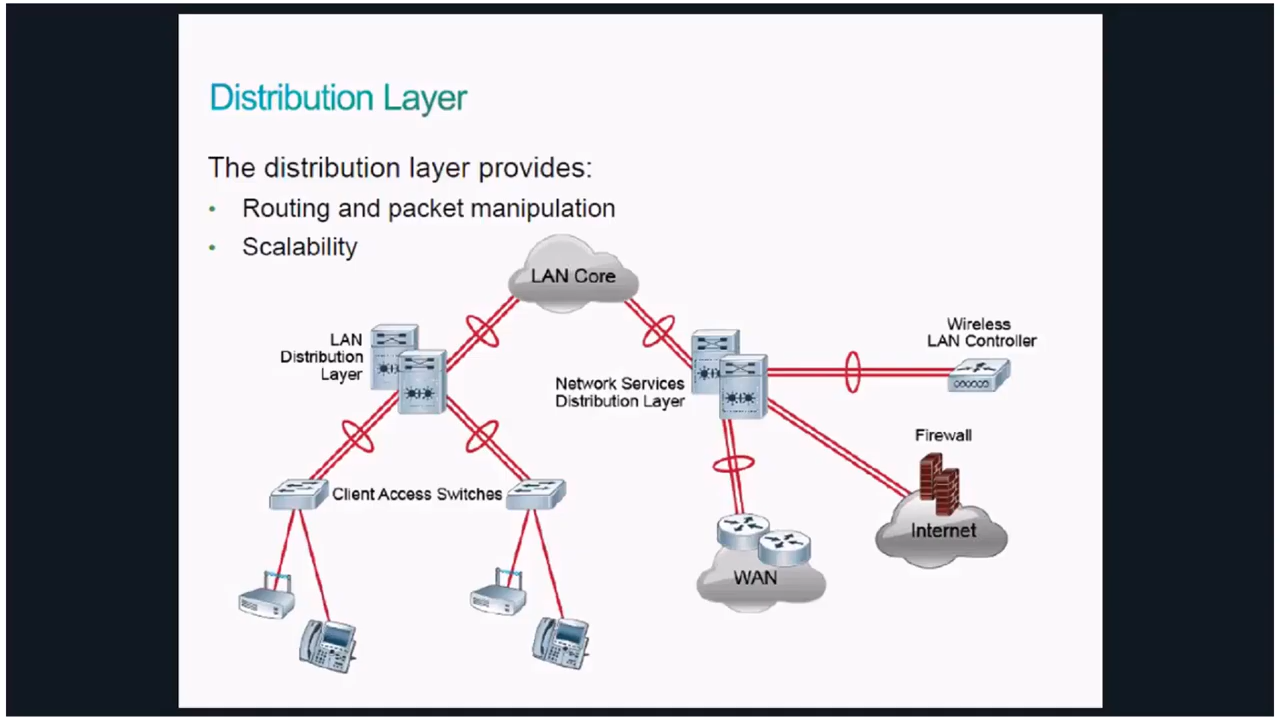 Distribution Layer
The distribution layer provides:
• Routing and packet manipulation
• Scalability
LAN Core
LAN
Distribution
Layer
Network Services
Distribution Layer
Wireless
LAN Controller
Firewall
Client Access Switches
Internet
WAN